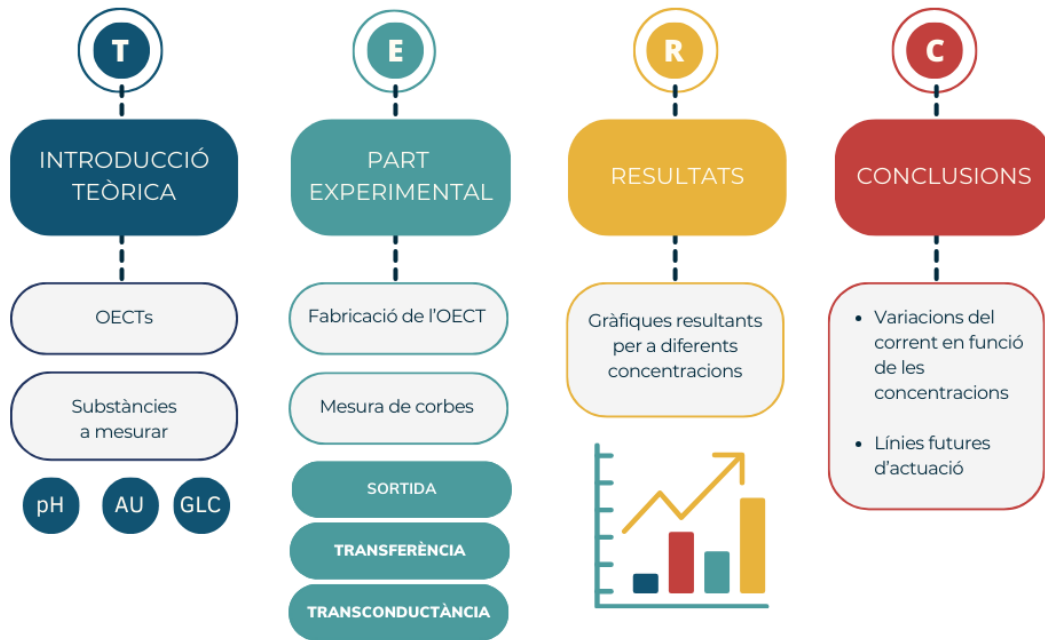 T
INTRODUCCIÓ
TEÒRICA
OECTs
Substàncies
a mesurar
pH AU GLC
E
PART
EXPERIMENTAL
Fabricació de l'OECT
Mesura de corbes
SORTIDA
TRANSFERÈNCIA
TRANSCONDUCTÀNCIA
R
RESULTATS
Gràfiques resultants
per a diferents
concentracions
C
CONCLUSIONS
• Variacions del
corrent en funció
de les
concentracions
• Línies futures
d'actuació